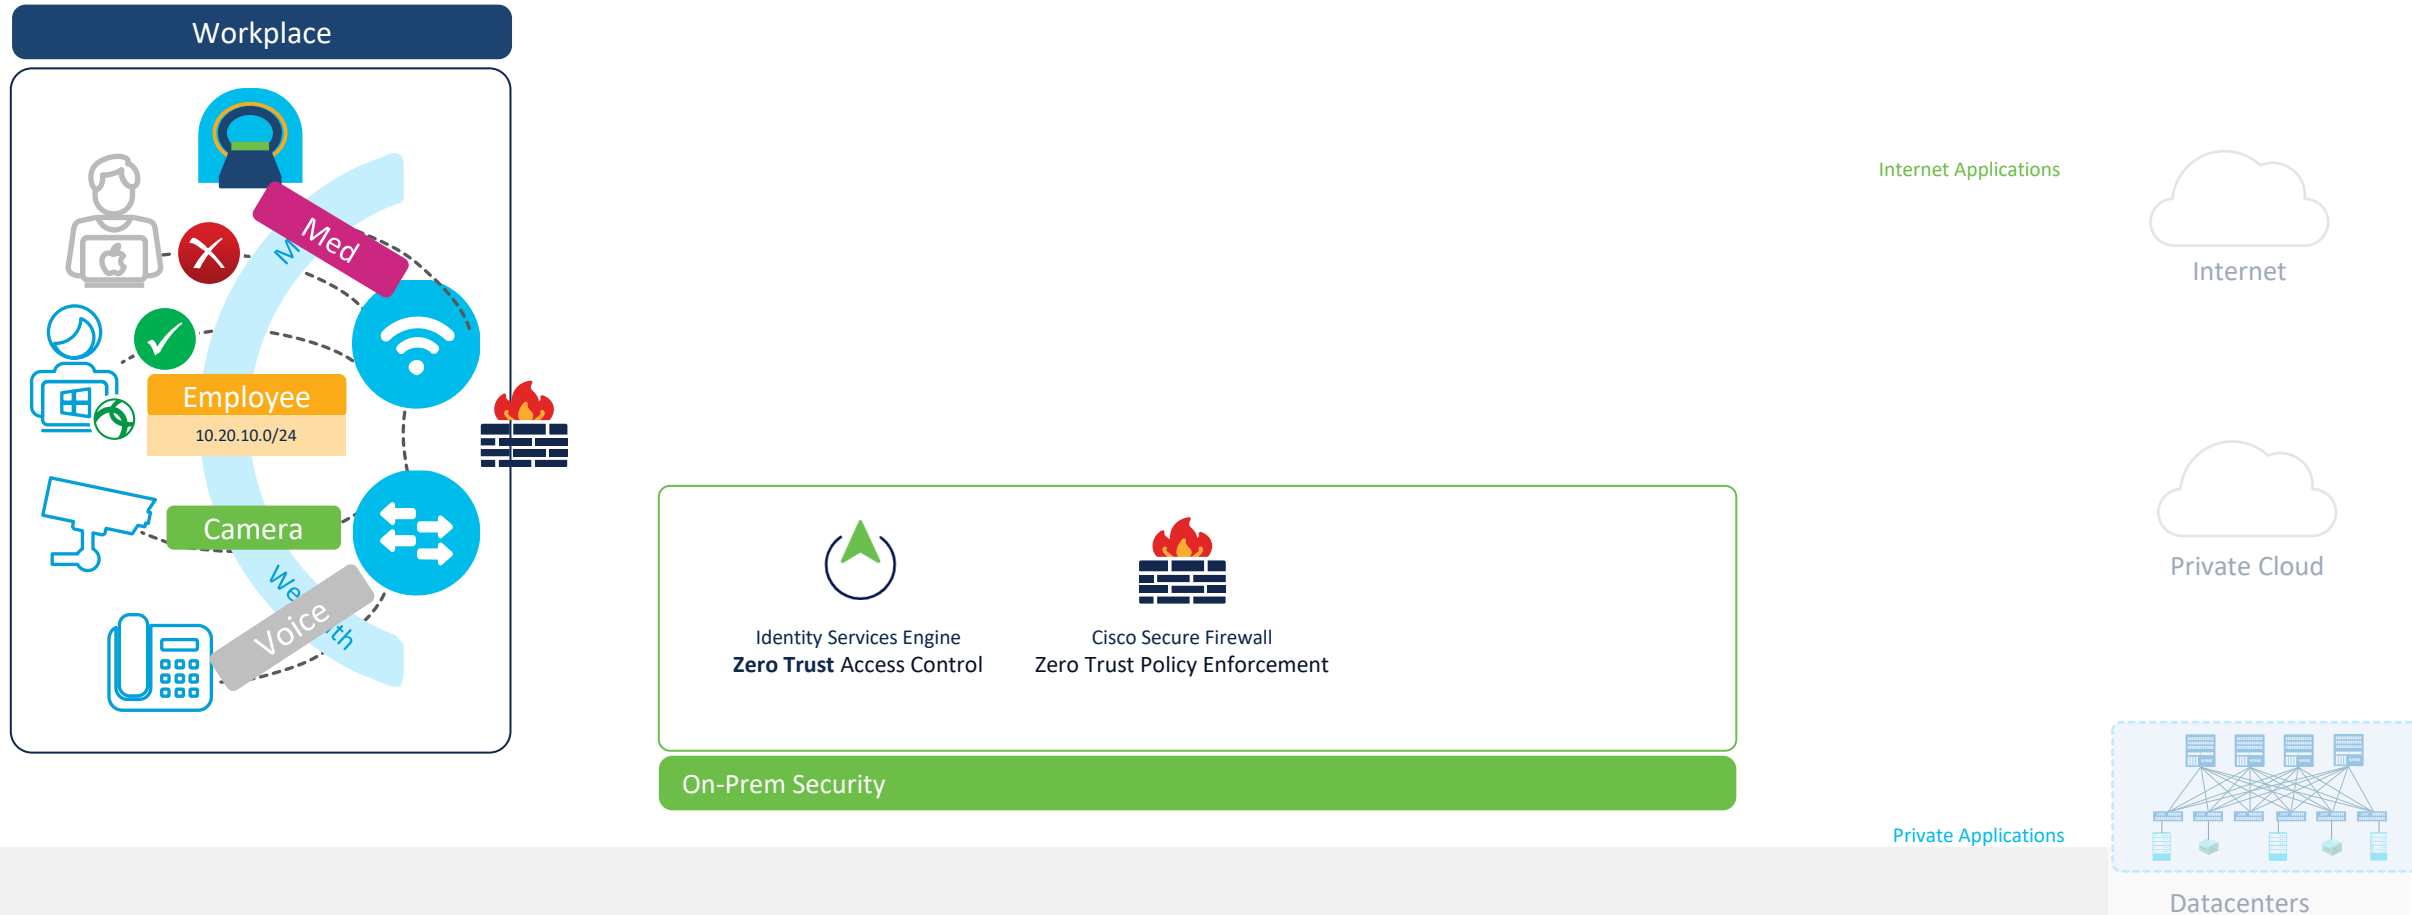 Workplace
Med
Employee
10.20.10.0/24
Camera
Voice
Identity Services Engine
Zero Trust Access Control
Cisco Secure Firewall
Zero Trust Policy Enforcement
On-Prem Security
Internet Applications
Internet
Private Cloud
Private Applications
Datacenters